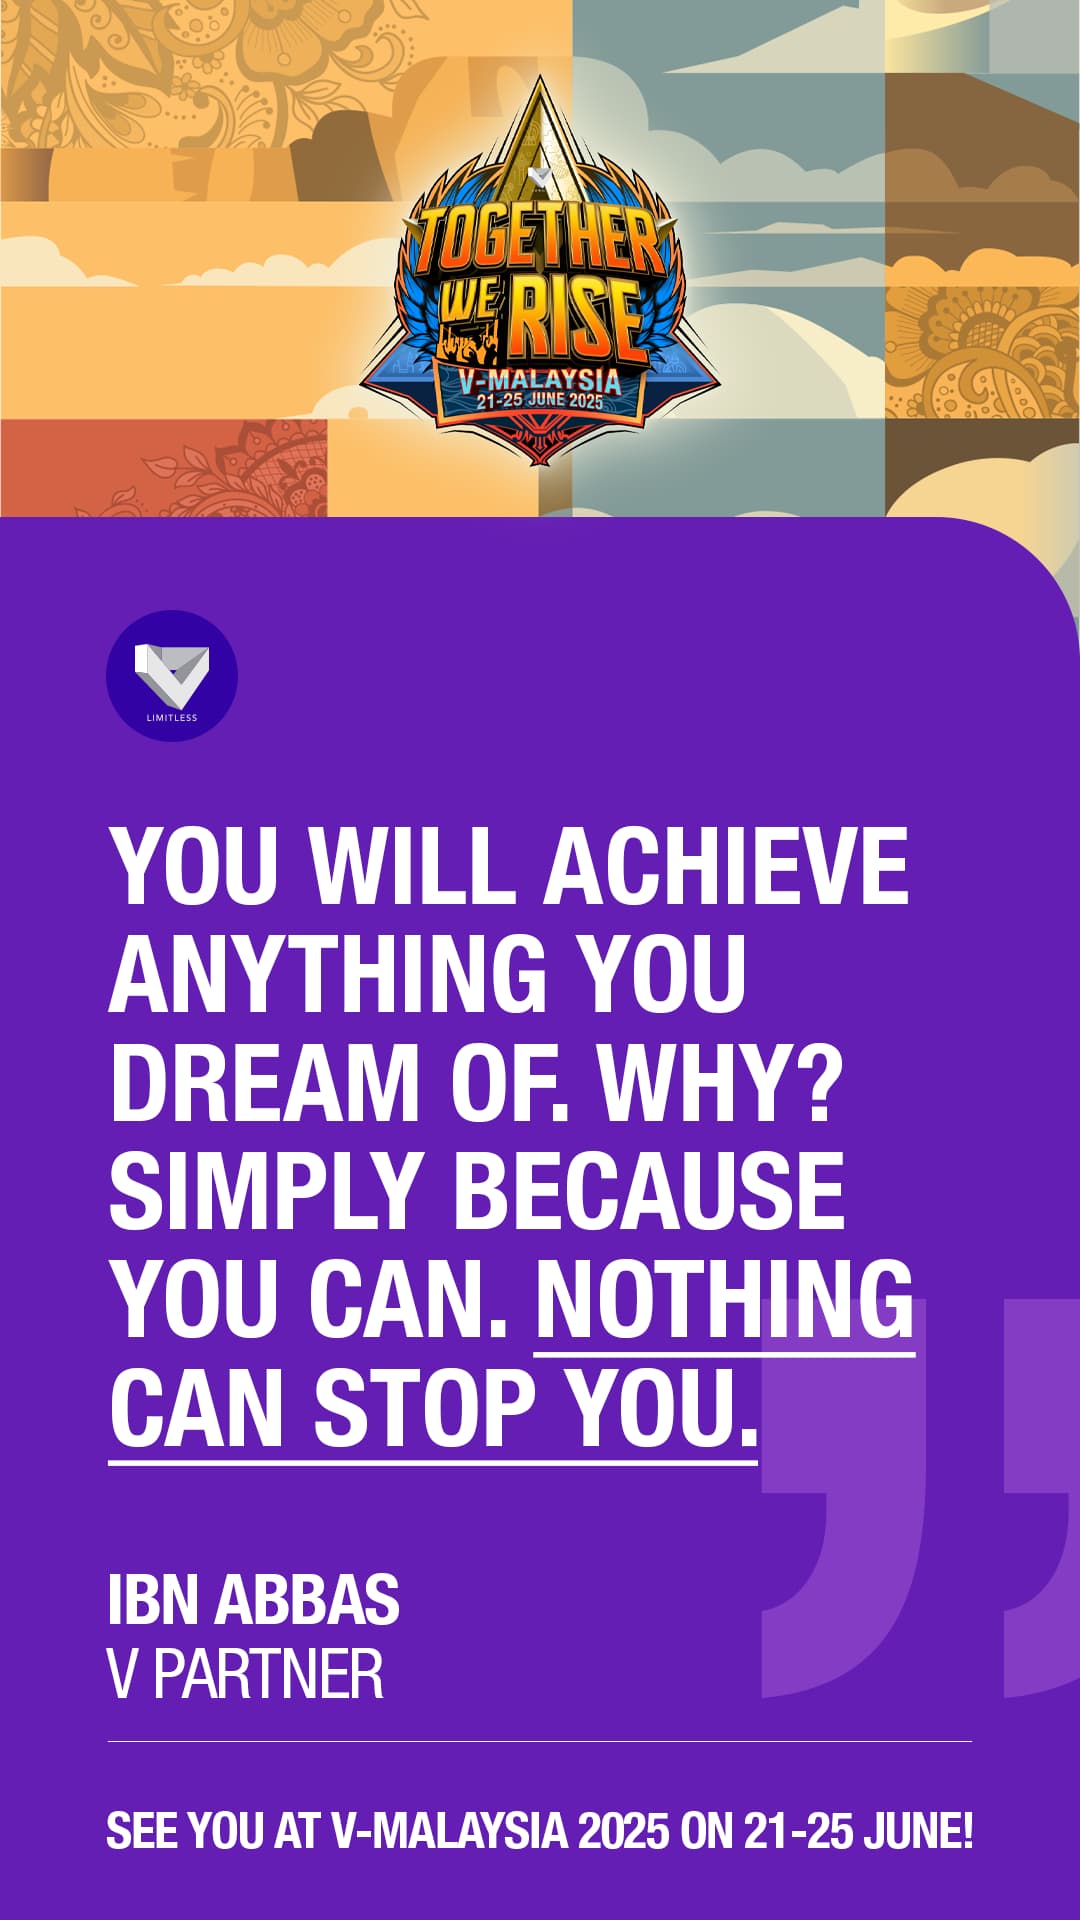 TOGETHER
WE RISE
V-MALAYSIA
21-25 JUNE 2025
LIMITLESS
YOU WILL ACHIEVE
ANYTHING YOU
DREAM OF. WHY?
SIMPLY BECAUSE
YOU CAN. NOTHING
CAN STOP YOU.
IBN ABBAS
V PARTNER
SEE YOU AT V-MALAYSIA 2025 ON 21-25 JUNE!